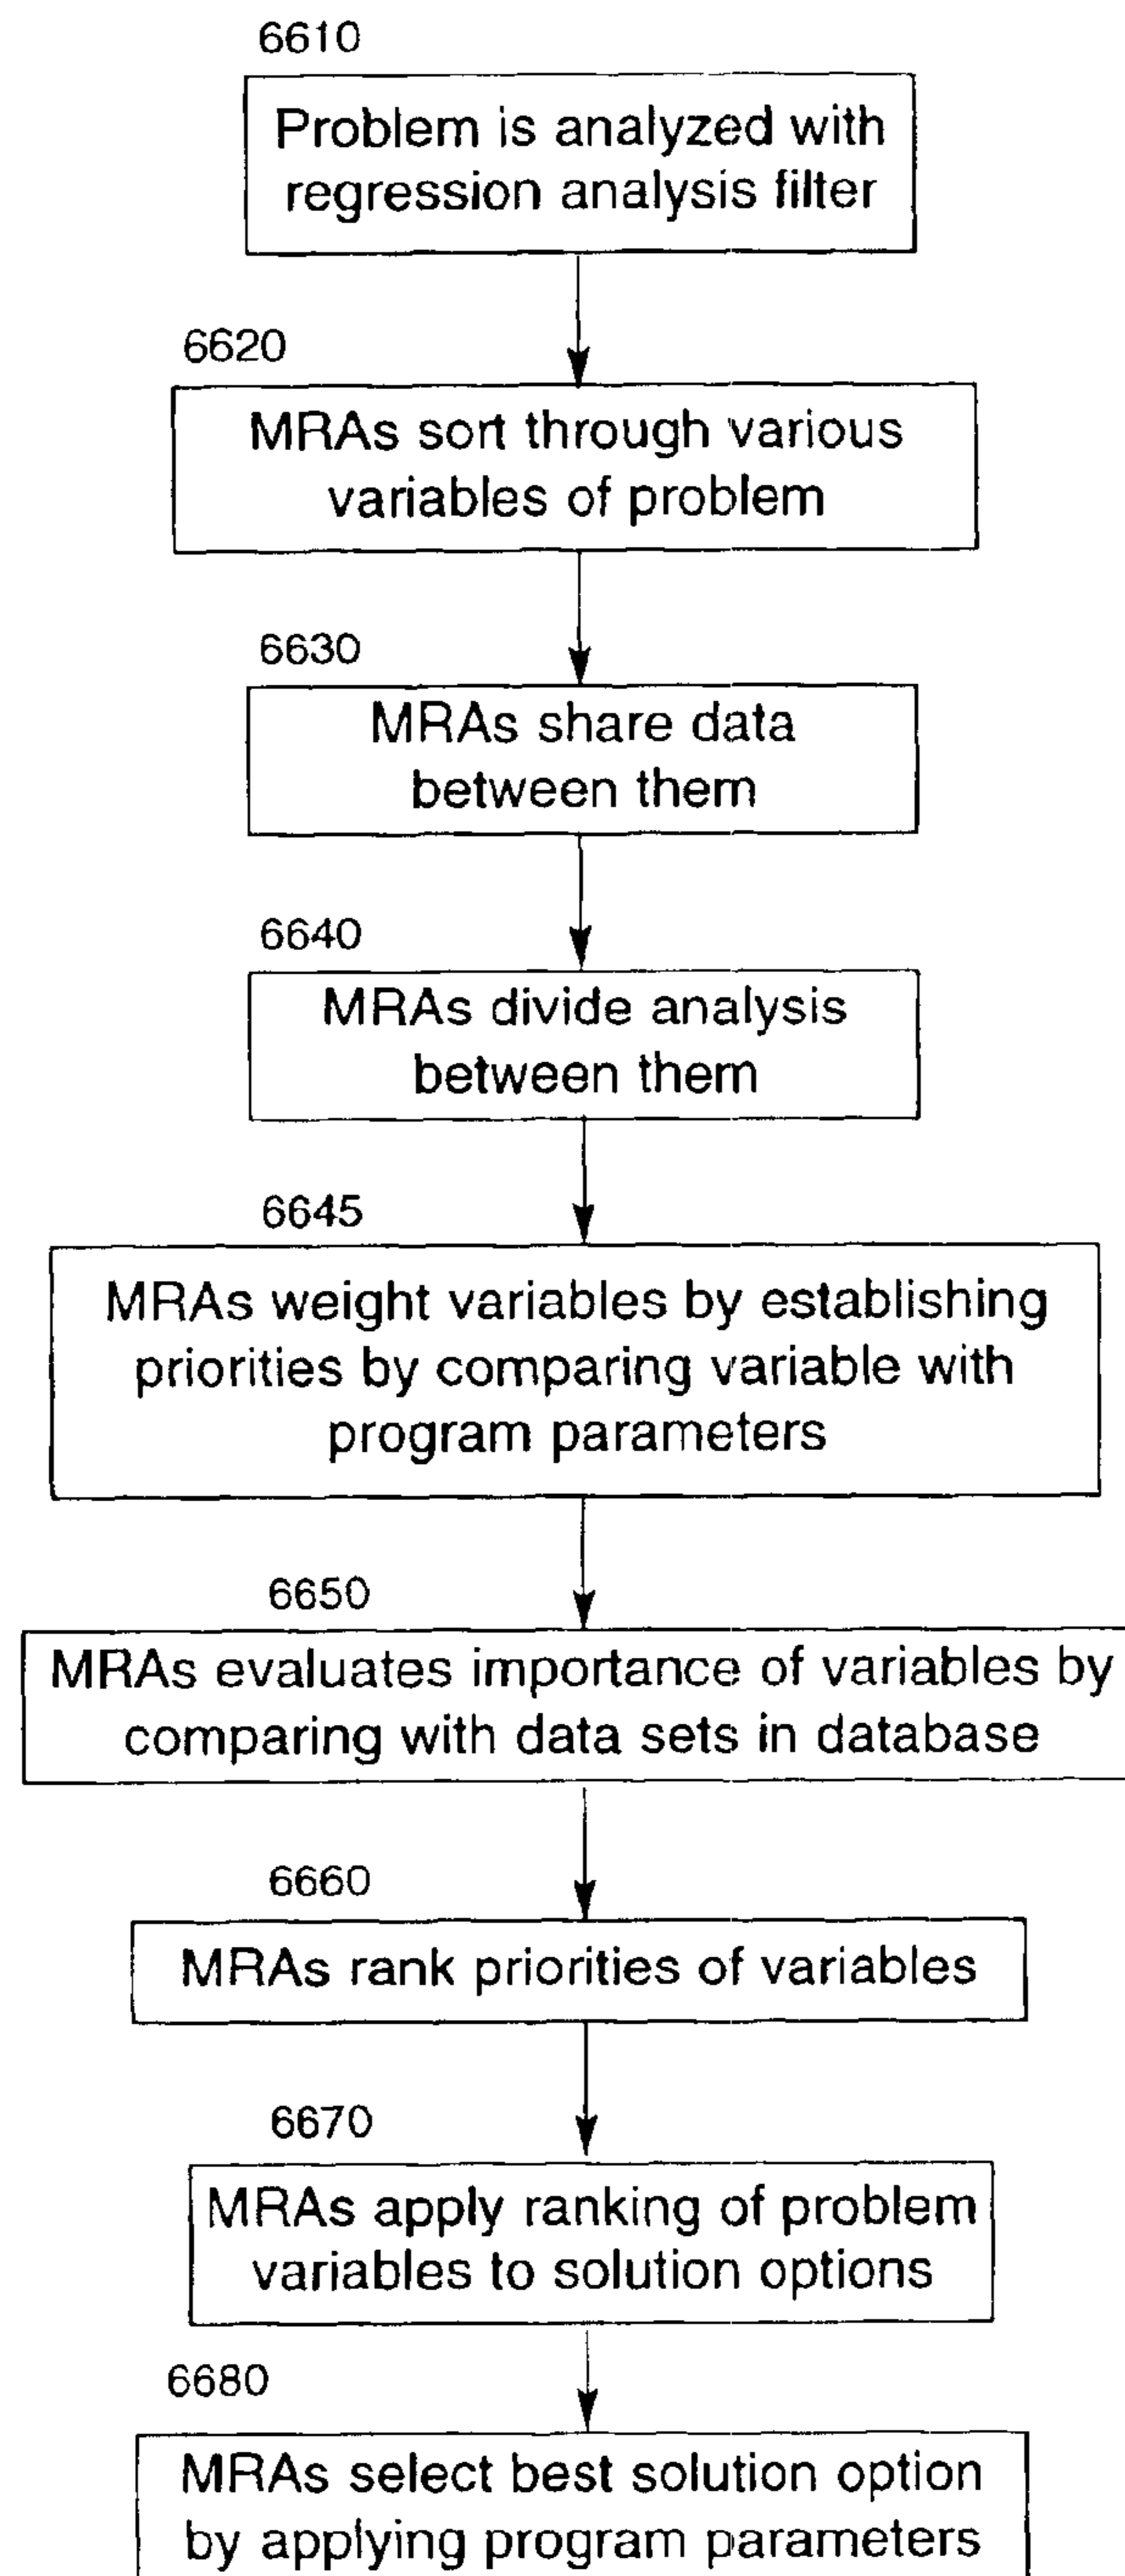 6610
Problem is analyzed with
regression analysis filter
6620
MRAs sort through various
variables of problem
6630
MRAs share data
between them
6640
MRAs divide analysis
between them
6645
MRAs weight variables by establishing
priorities by comparing variable with
program parameters
6650
MRAs evaluates importance of variables by
comparing with data sets in database
6660
MRAs rank priorities of variables
6670
MRAs apply ranking of problem
variables to solution options
6680
MRAs select best solution option
by applying program parameters